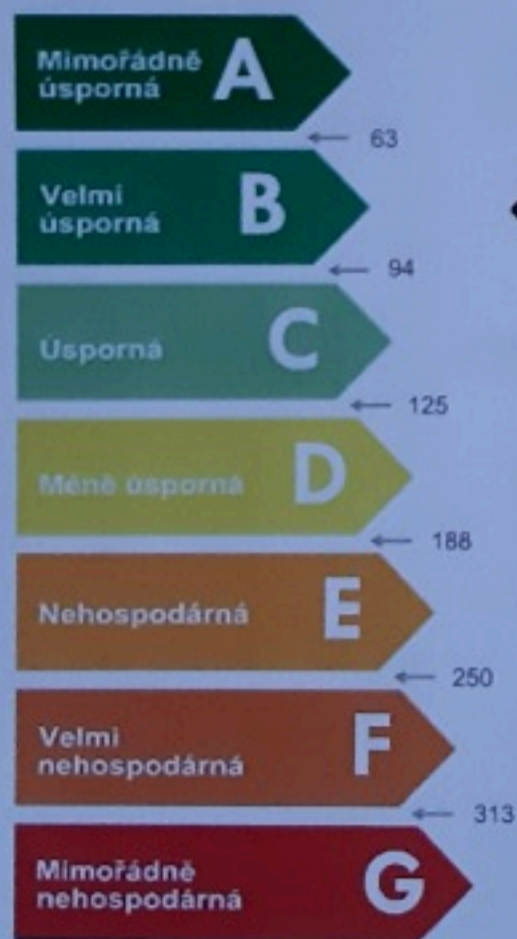 Mimořádně
úsporná
A
63
Velmi
úsporná
B
94
Úsporná
C
125
Méně úsporná
D
188
Nehospodárná
E
250
Velmi
nehospodárná
F
313
Mimořádně
nehospodárná
G